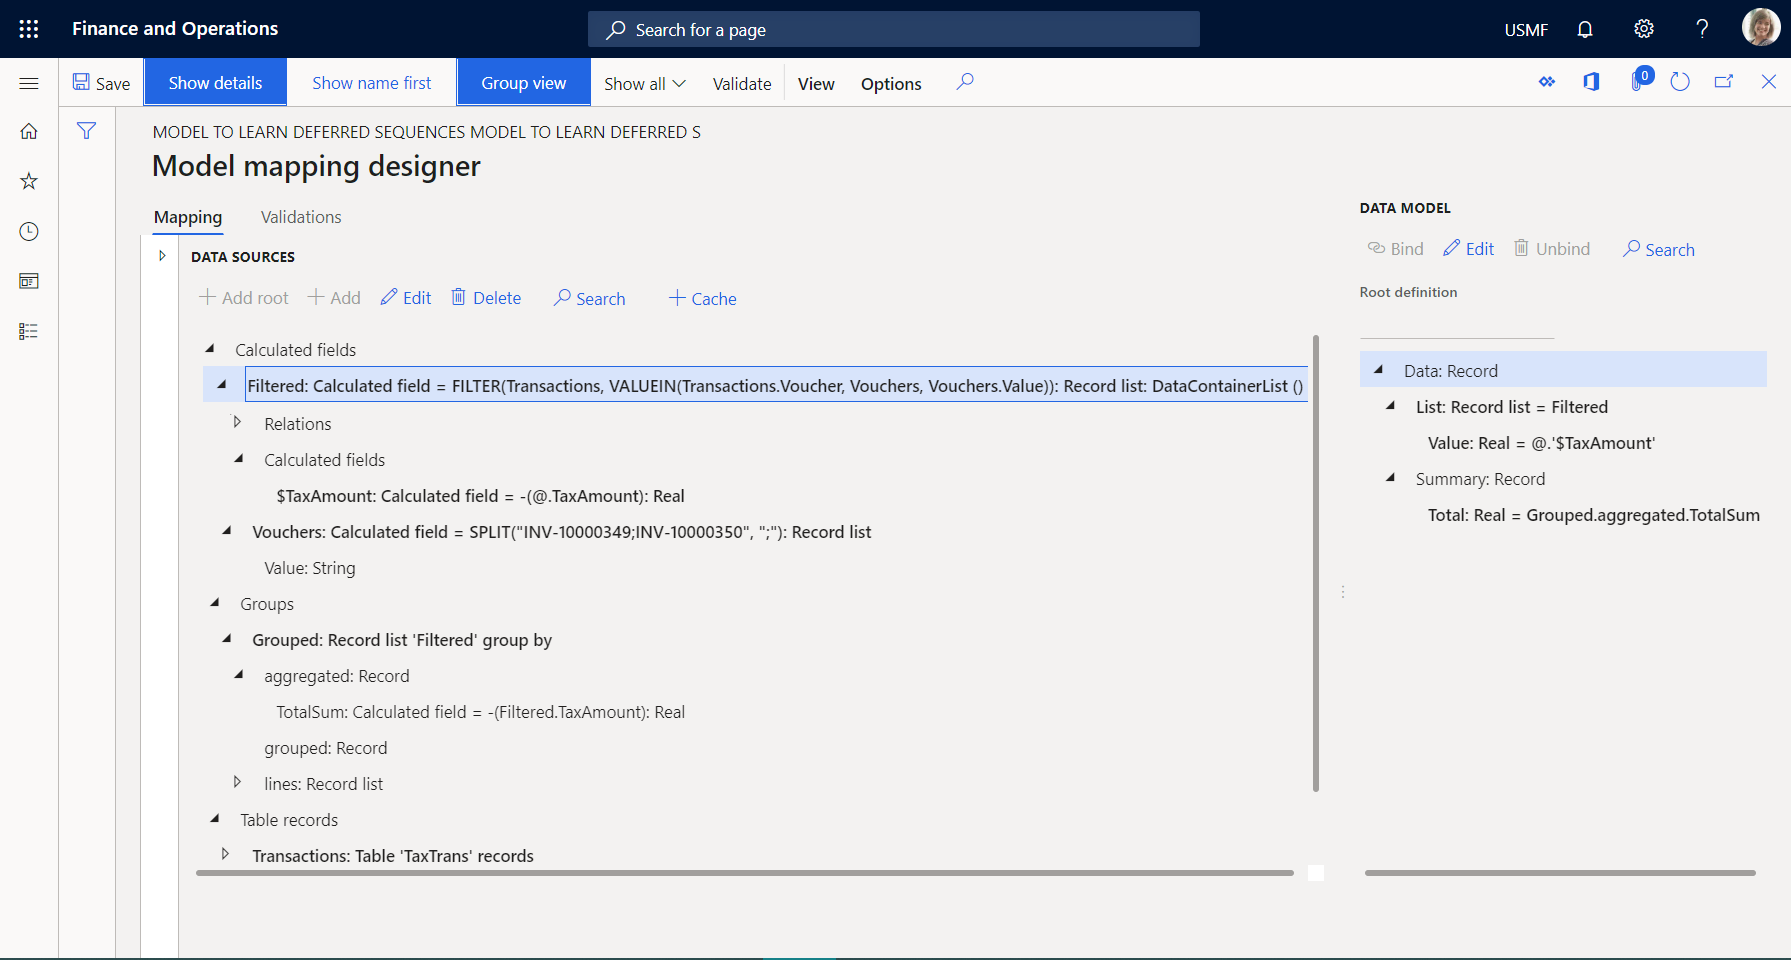 Finance and Operations
Search for a page
USMF
Save
Show details
Show name first
Group view
Show all
Validate
View
Options
0
MODEL TO LEARN DEFERRED SEQUENCES MODEL TO LEARN DEFERRED S
Model mapping designer
Mapping
Validations
DATA SOURCES
Add root
Add
Edit
Delete
Search
Cache
Calculated fields
Filtered: Calculated field = FILTER(Transactions, VALUEIN(Transactions.Voucher, Vouchers, Vouchers.Value)): Record list: DataContainerList ()
Relations
Calculated fields
$TaxAmount: Calculated field = -(@.TaxAmount): Real
Vouchers: Calculated field = SPLIT("INV-10000349;INV-10000350", ";"): Record list
Value: String
Groups
Grouped: Record list 'Filtered' group by
aggregated: Record
TotalSum: Calculated field = -(Filtered.TaxAmount): Real
grouped: Record
lines: Record list
Table records
Transactions: Table 'TaxTrans' records
DATA MODEL
Bind
Edit
Unbind
Search
Root definition
Data: Record
List: Record list = Filtered
Value: Real = @.'$TaxAmount'
Summary: Record
Total: Real = Grouped.aggregated.TotalSum